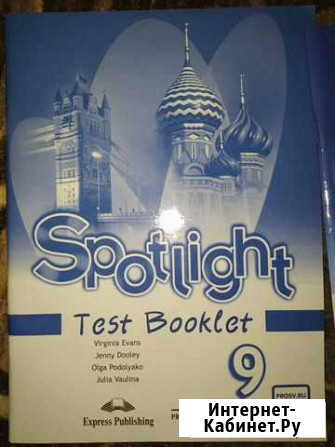 Spotlight
Test Booklet
Virginia Evans
Jenny Dooley
Olga Podolyako
Julia Vaulina
9
PROSV.RU
Express Publishing
Интернет-
Кабинет.Ру